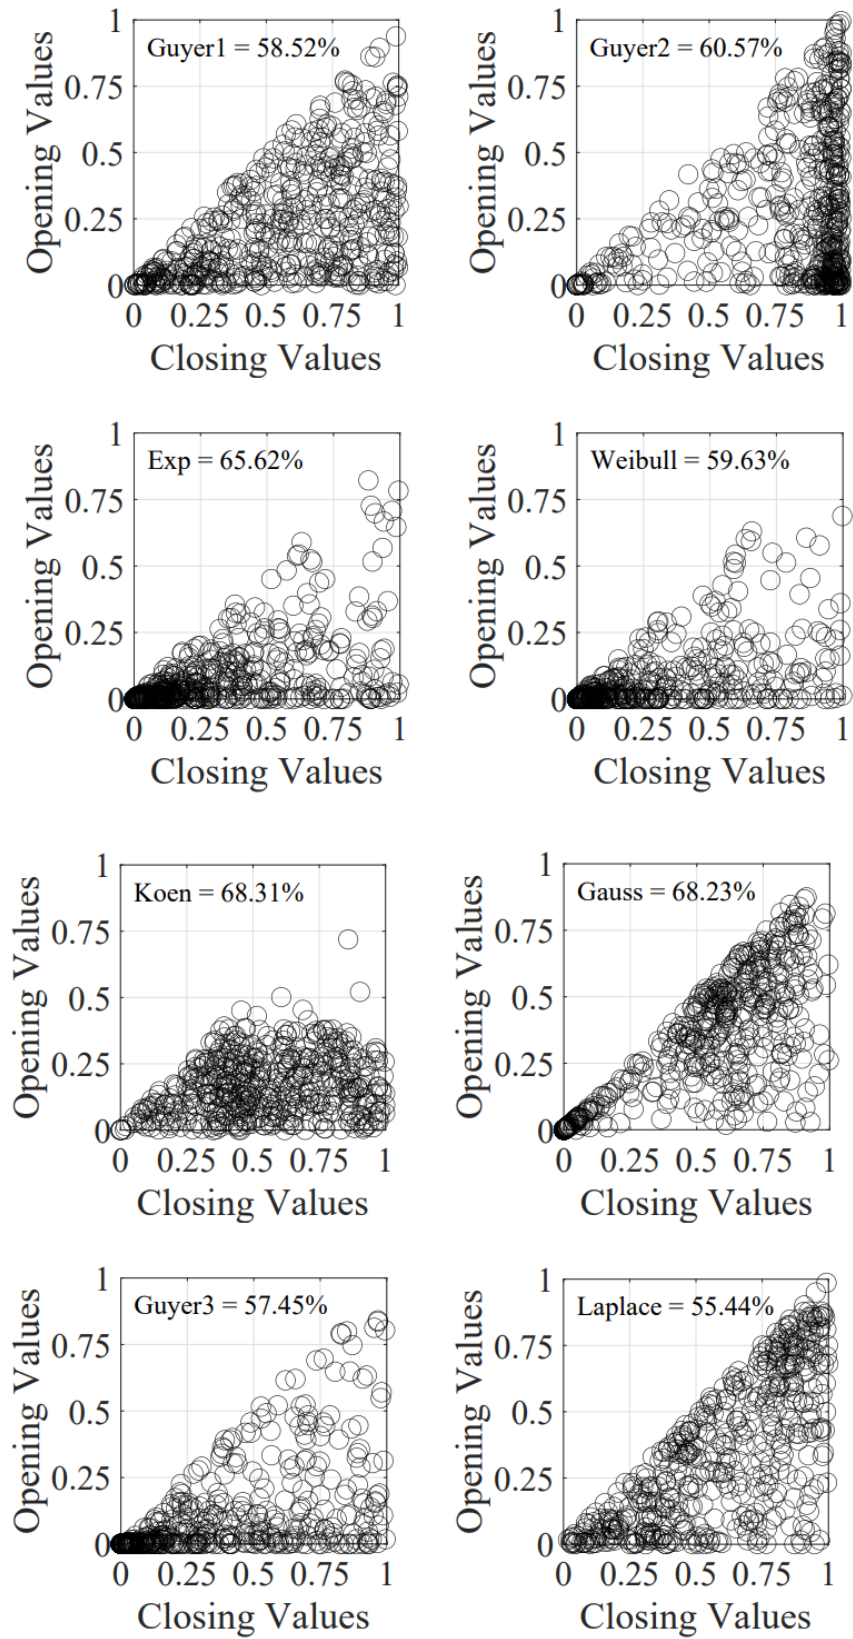 Guyer1 = 58.52%
Opening Values
1
0.75
0.5
0.25
0
0 0.25 0.5 0.75 1
Closing Values
Guyer2 = 60.57%
Opening Values
1
0.75
0.5
0.25
0
0 0.25 0.5 0.75 1
Closing Values
Exp = 65.62%
Opening Values
1
0.75
0.5
0.25
0
0 0.25 0.5 0.75 1
Closing Values
Weibull = 59.63%
Opening Values
1
0.75
0.5
0.25
0
0 0.25 0.5 0.75 1
Closing Values
Koen = 68.31%
Opening Values
1
0.75
0.5
0.25
0
0 0.25 0.5 0.75 1
Closing Values
Gauss = 68.23%
Opening Values
1
0.75
0.5
0.25
0
0 0.25 0.5 0.75 1
Closing Values
Guyer3 = 57.45%
Opening Values
1
0.75
0.5
0.25
0
0 0.25 0.5 0.75 1
Closing Values
Laplace = 55.44%
Opening Values
1
0.75
0.5
0.25
0
0 0.25 0.5 0.75 1
Closing Values